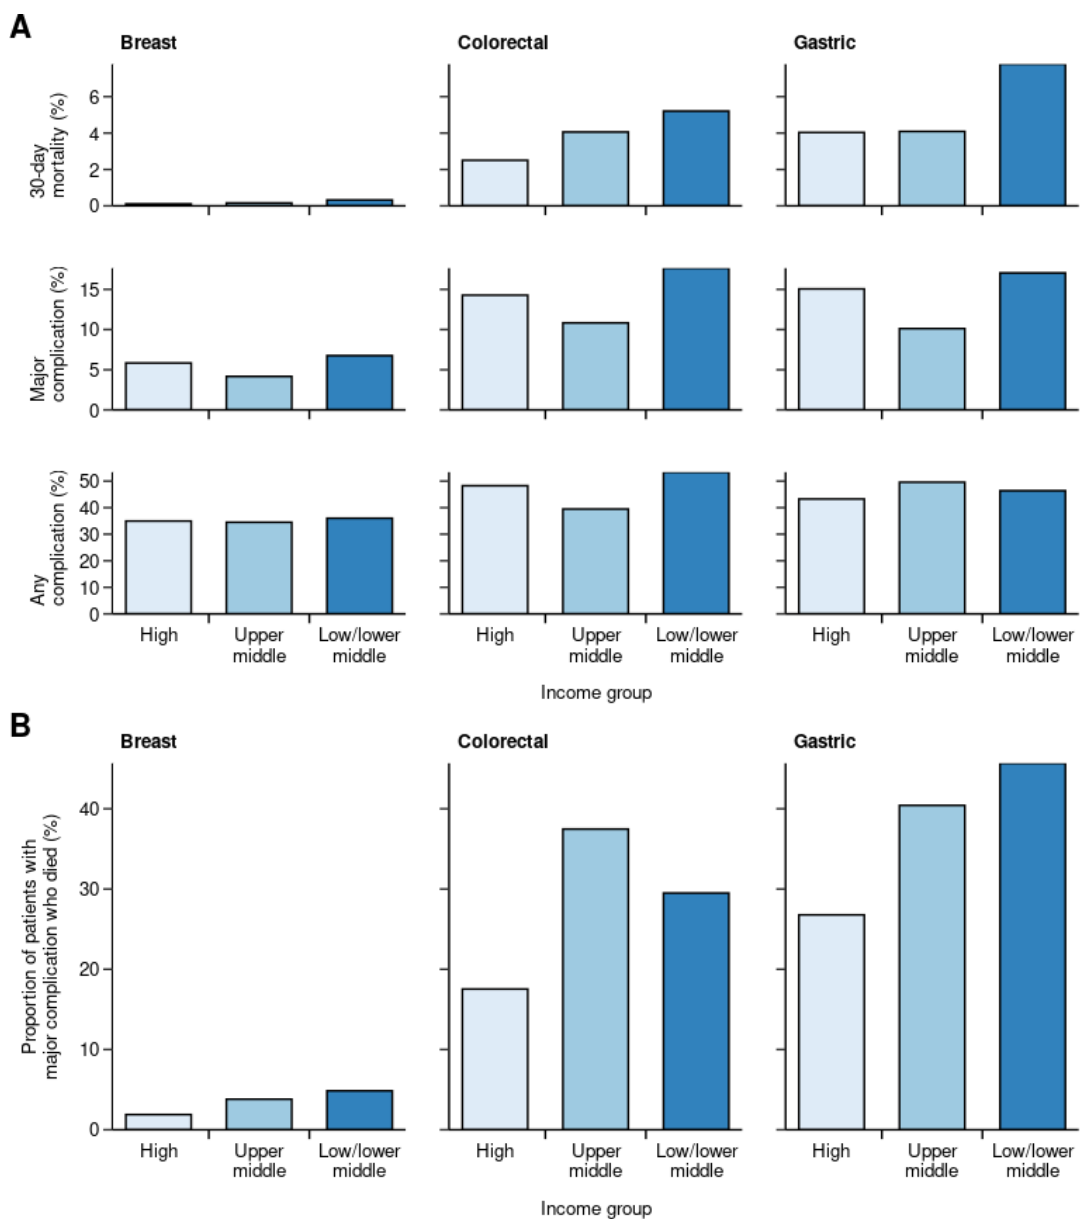 A
Breast
Colorectal
Gastric
30-day
mortality (%)
6
4
2
0
Major
complication (%)
15
10
5
0
Any
complication (%)
50
40
30
20
10
0
High
Upper
middle
Low/lower
middle
High
Upper
middle
Low/lower
middle
High
Upper
middle
Low/lower
middle
Income group
B
Breast
Colorectal
Gastric
Proportion of patients with
major complication who died (%)
40
30
20
10
0
High
Upper
middle
Low/lower
middle
High
Upper
middle
Low/lower
middle
High
Upper
middle
Low/lower
middle
Income group